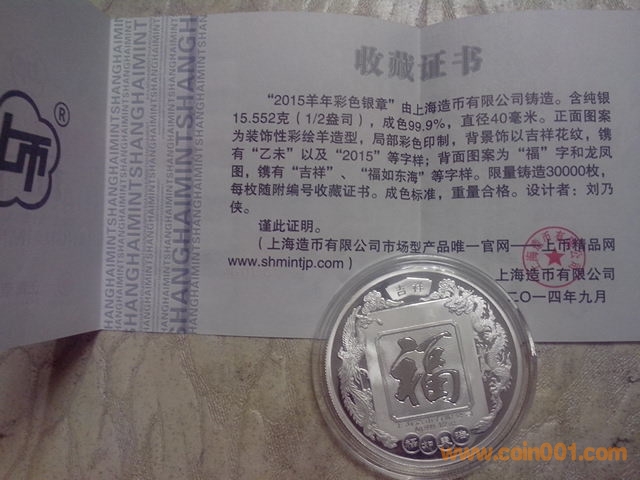 收藏证书
“2015羊年彩色银章”由上海造币有限公司铸造。含纯银
15.552克（1/2盎司），成色99.9%，直径40毫米。正面图案
为装饰性彩绘羊造型，局部彩色印制，背景饰以吉祥花纹，镌
有“乙未”以及“2015”等字样；背面图案为“福”字和龙凤
图，镌有“吉祥”、“福如东海”等字样。限量铸造30000枚，
每枚随附编号收藏证书。成色标准，重量合格。设计者：刘乃
侠。
谨此证明。
（上海造币有限公司市场型产品唯一官网——上币精品网
www.shmintjp.com）
上海造币有限公司
二〇一四年九月
SHANGHAIMINTSHANGHAIMINTSHANGHAIMINT
®
吉祥
福
福如东海
www.coin001.com